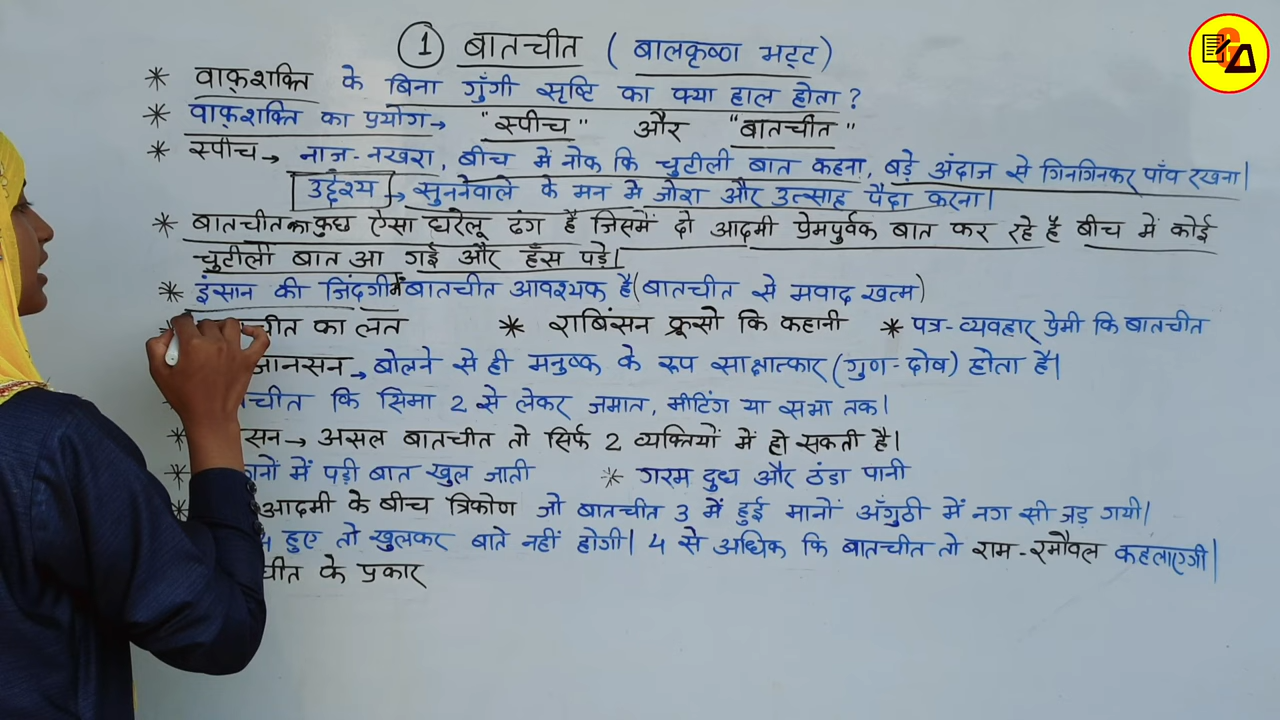 ① बातचीत ( बालकृष्ण भट्ट )
* वाक्शक्ति के बिना गुँगी सृष्टि का क्या हाल होता ?
* वाक्शक्ति का प्रयोग→ "स्पीच" और "बातचीत"
* स्पीच→ नाज-नखरा, बीच में नोक कि चुटीली बात कहना, बड़े अंदाज से गिनगिनकर पाँव रखना।
उद्देश्य → सुननेवाले के मन में जोश और उत्साह पैदा करना।
* बातचीत का कुछ ऐसा घरेलू ढंग है जिसमें दो आदमी प्रेमपुर्वक बात कर रहे है बीच में कोई
चुटीली बात आ गई और हँस पड़े।
* इंसान की जिंदगी में बातचीत आवश्यक है (बातचीत से मवाद खत्म)
चीत का लत * राबिंसन क्रूसो कि कहानी * पत्र-व्यवहार प्रेमी कि बातचीत
जानसन → बोलने से ही मनुष्क के रुप साक्षात्कार (गुण-दोष) होता है।
चीत कि सिमा 2 से लेकर जमात, मीटिंग या सभा तक।
* सन → असल बातचीत तो सिर्फ 2 व्यक्तियों में हो सकती है।
* नों में पड़ी बात खुल जाती * गरम दुध और ठंडा पानी
* आदमी के बीच त्रिकोण जो बातचीत 3 में हुई मानों अँगुठी में नग सी जड़ गयी।
4 हुए तो खुलकर बाते नहीं होगी। 4 से अधिक कि बातचीत तो राम-रमौवल कहलाएगी।
चीत के प्रकार